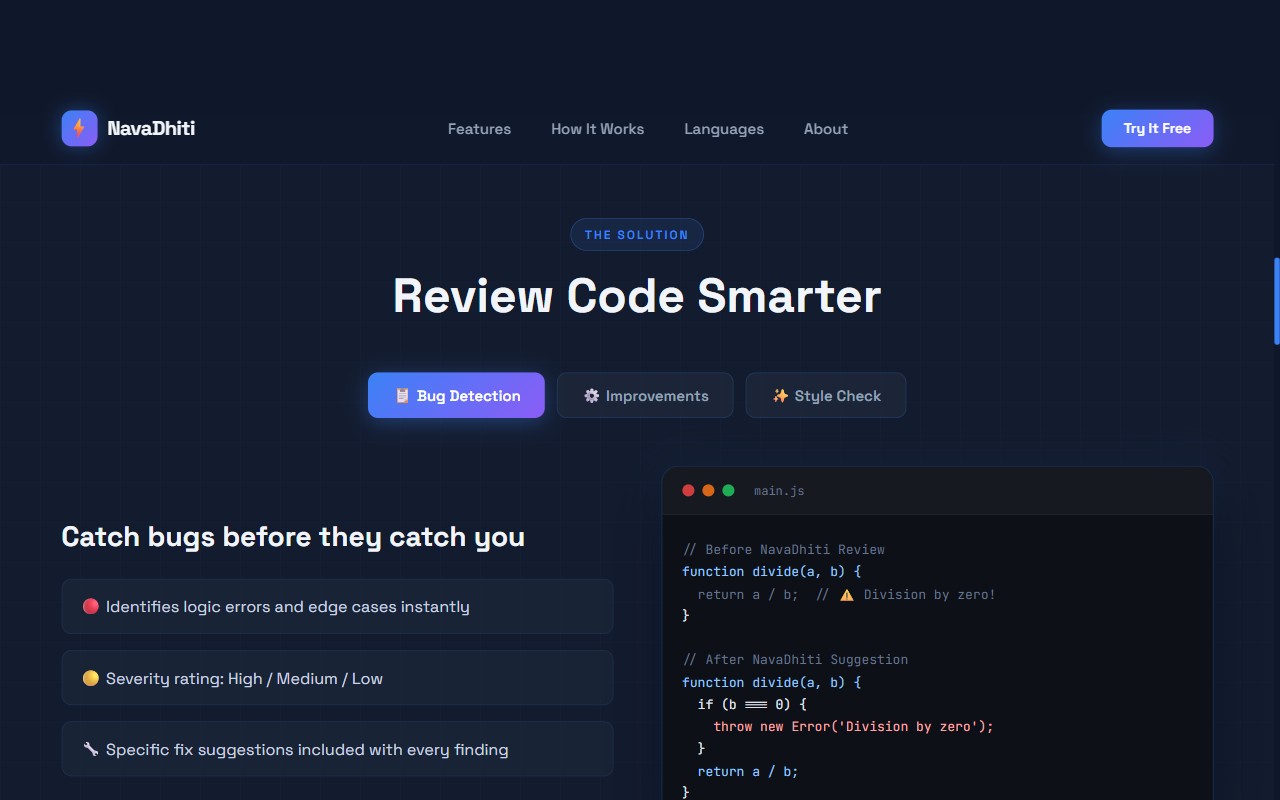 NavaDhiti
Features
How It Works
Languages
About
Try It Free
THE SOLUTION
Review Code Smarter
Bug Detection
Improvements
Style Check
Catch bugs before they catch you
Identifies logic errors and edge cases instantly
Severity rating: High / Medium / Low
Specific fix suggestions included with every finding
main.js
// Before NavaDhiti Review
function divide(a, b) {
  return a / b;  // ⚠️ Division by zero!
}
// After NavaDhiti Suggestion
function divide(a, b) {
  if (b === 0) {
    throw new Error('Division by zero');
  }
  return a / b;
}